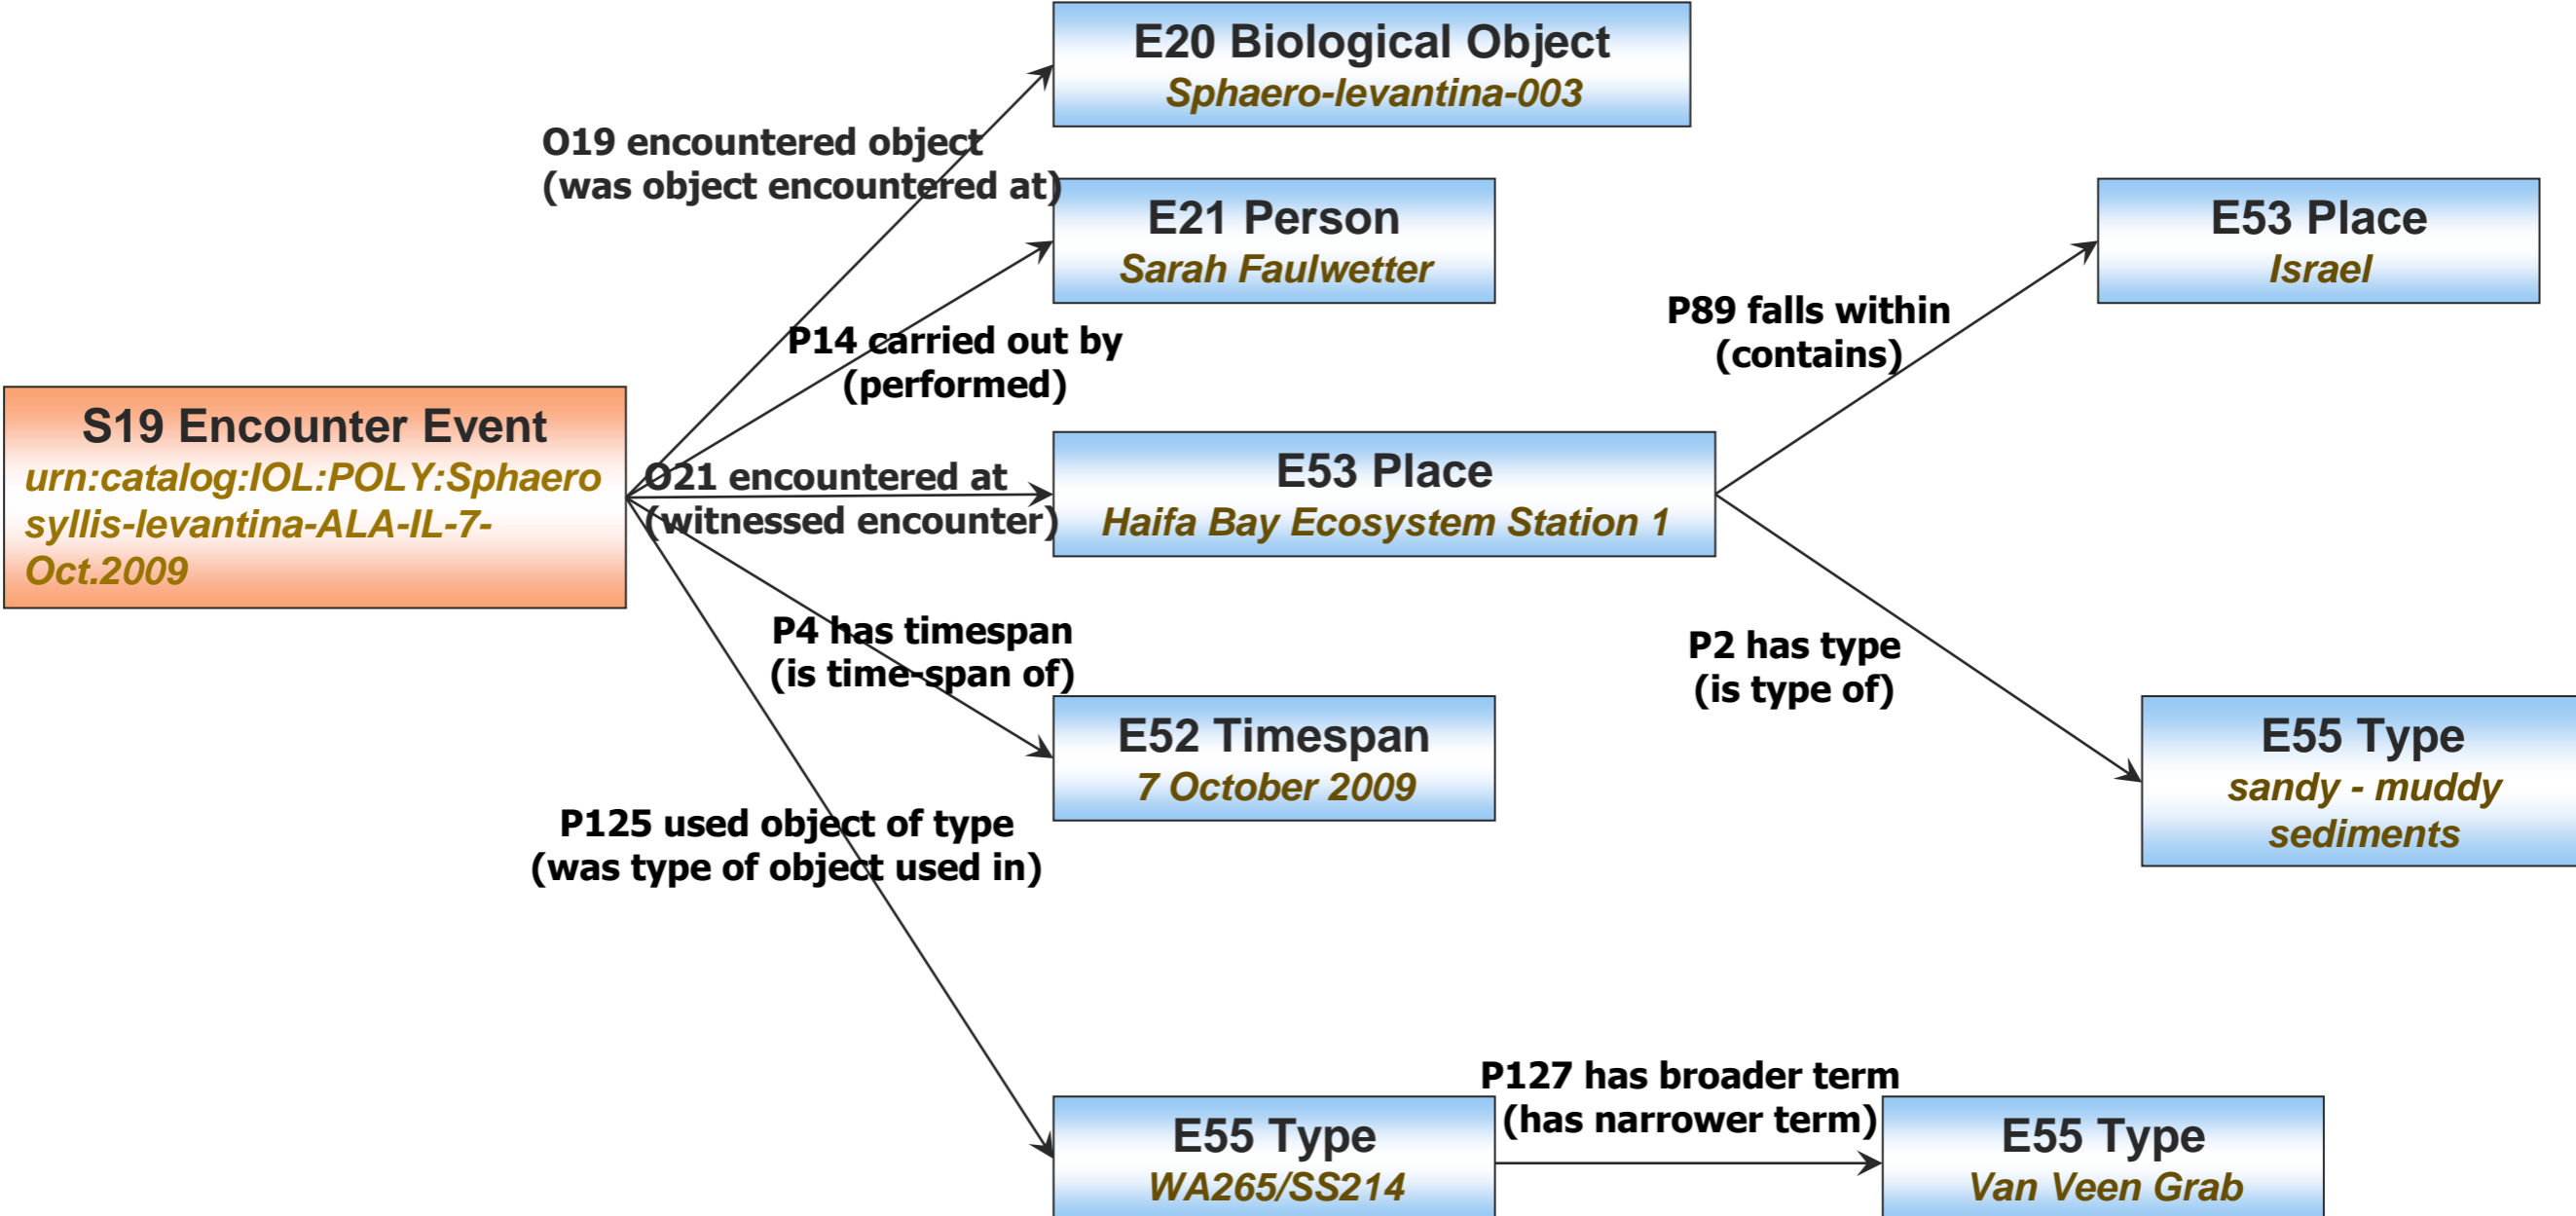 E20 Biological Object
Sphaero-levantina-003
O19 encountered object
(was object encountered at)
E21 Person
Sarah Faulwetter
E53 Place
Israel
P89 falls within
(contains)
P14 carried out by
(performed)
S19 Encounter Event
urn:catalog:IOL:POLY:Sphaero
syllis-levantina-ALA-IL-7-
Oct.2009
O21 encountered at
(witnessed encounter)
E53 Place
Haifa Bay Ecosystem Station 1
P4 has timespan
(is time-span of)
P2 has type
(is type of)
E52 Timespan
7 October 2009
E55 Type
sandy - muddy
sediments
P125 used object of type
(was type of object used in)
P127 has broader term
(has narrower term)
E55 Type
WA265/SS214
E55 Type
Van Veen Grab